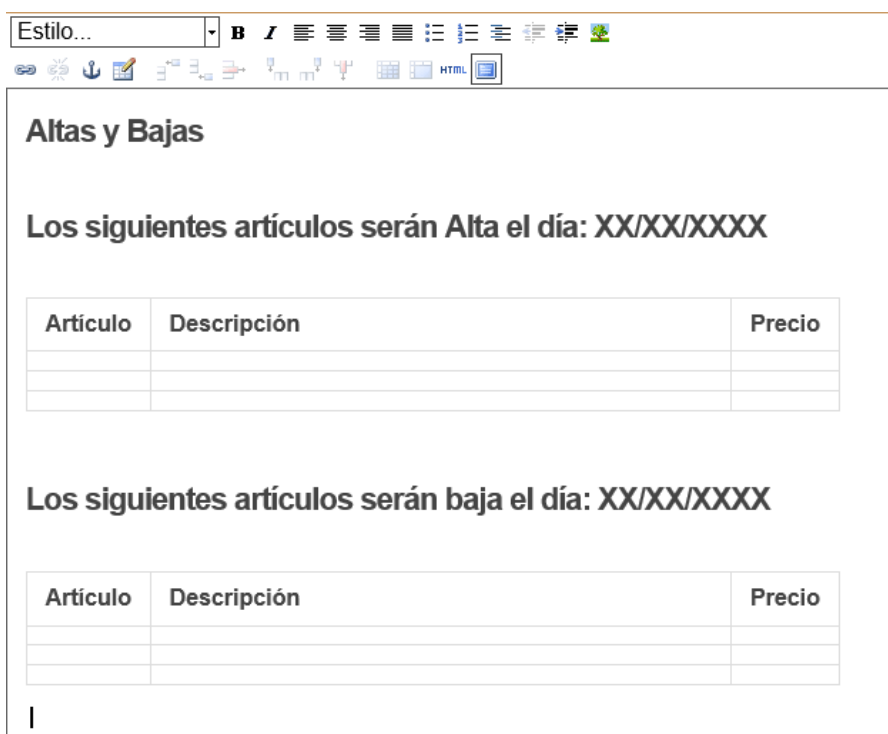 Estilo...
B I
HTML
Altas y Bajas
Los siguientes artículos serán Alta el día: XX/XX/XXXX
Artículo Descripción Precio
Los siguientes artículos serán baja el día: XX/XX/XXXX
Artículo Descripción Precio